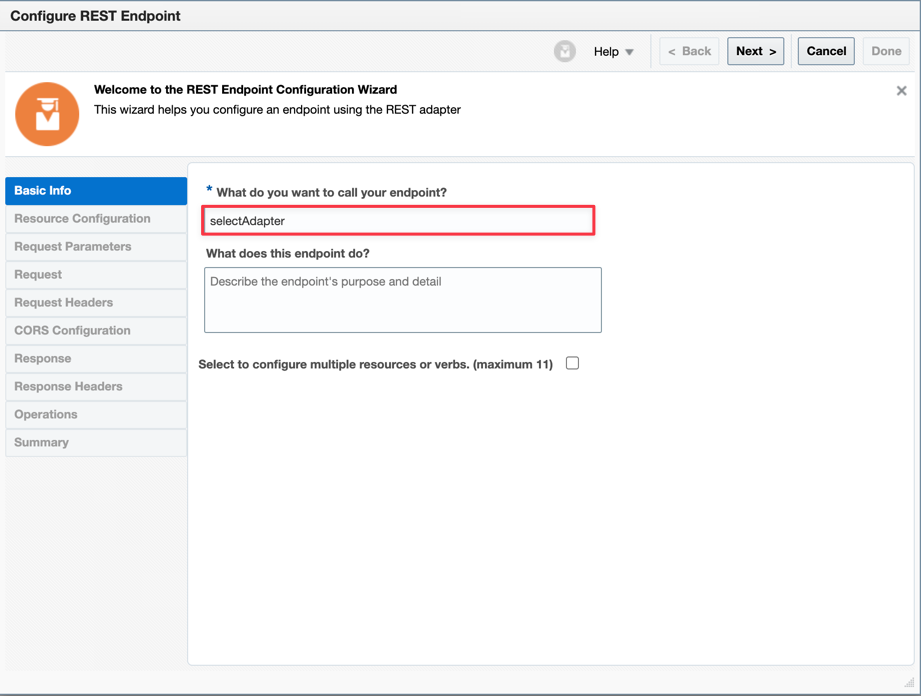 Configure REST Endpoint
Help
< Back
Next >
Cancel
Done
Welcome to the REST Endpoint Configuration Wizard
This wizard helps you configure an endpoint using the REST adapter
Basic Info
Resource Configuration
Request Parameters
Request
Request Headers
CORS Configuration
Response
Response Headers
Operations
Summary
* What do you want to call your endpoint?
selectAdapter
What does this endpoint do?
Describe the endpoint's purpose and detail
Select to configure multiple resources or verbs. (maximum 11)